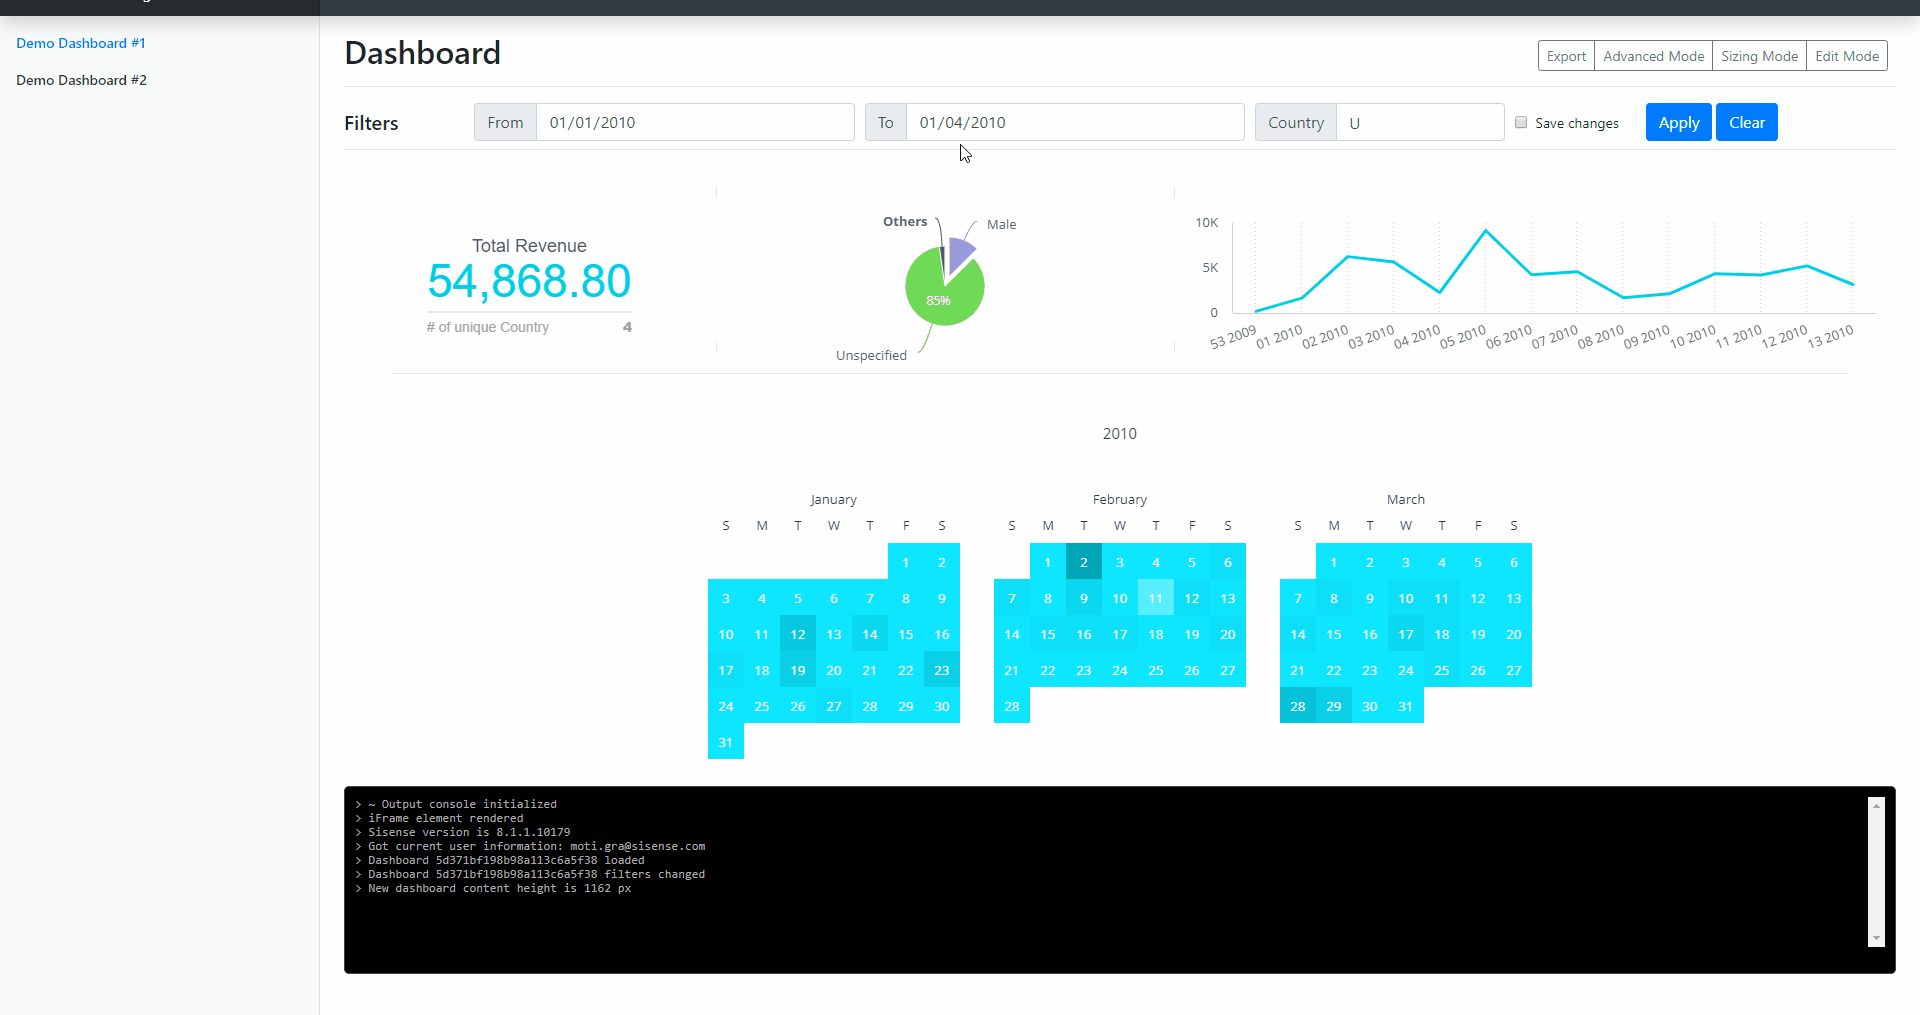 Demo Dashboard #1
Demo Dashboard #2
Dashboard
Export Advanced Mode Sizing Mode Edit Mode
Filters From 01/01/2010 To 01/04/2010 Country U Save changes Apply Clear
Total Revenue
54,868.80
# of unique Country 4
Others Male
85%
Unspecified
10K
5K
0
53 2009 01 2010 02 2010 03 2010 04 2010 05 2010 06 2010 07 2010 08 2010 09 2010 10 2010 11 2010 12 2010 13 2010
2010
January
S M T W T F S
1 2
3 4 5 6 7 8 9
10 11 12 13 14 15 16
17 18 19 20 21 22 23
24 25 26 27 28 29 30
31
February
S M T W T F S
1 2 3 4 5 6
7 8 9 10 11 12 13
14 15 16 17 18 19 20
21 22 23 24 25 26 27
28
March
S M T W T F S
1 2 3 4 5 6
7 8 9 10 11 12 13
14 15 16 17 18 19 20
21 22 23 24 25 26 27
28 29 30 31
> ~ Output console initialized
> iFrame element rendered
> Sisense version is 8.1.1.10179
> Got current user information: moti.gra@sisense.com
> Dashboard 5d371bf198b98a113c6a5f38 loaded
> Dashboard 5d371bf198b98a113c6a5f38 filters changed
> New dashboard content height is 1162 px